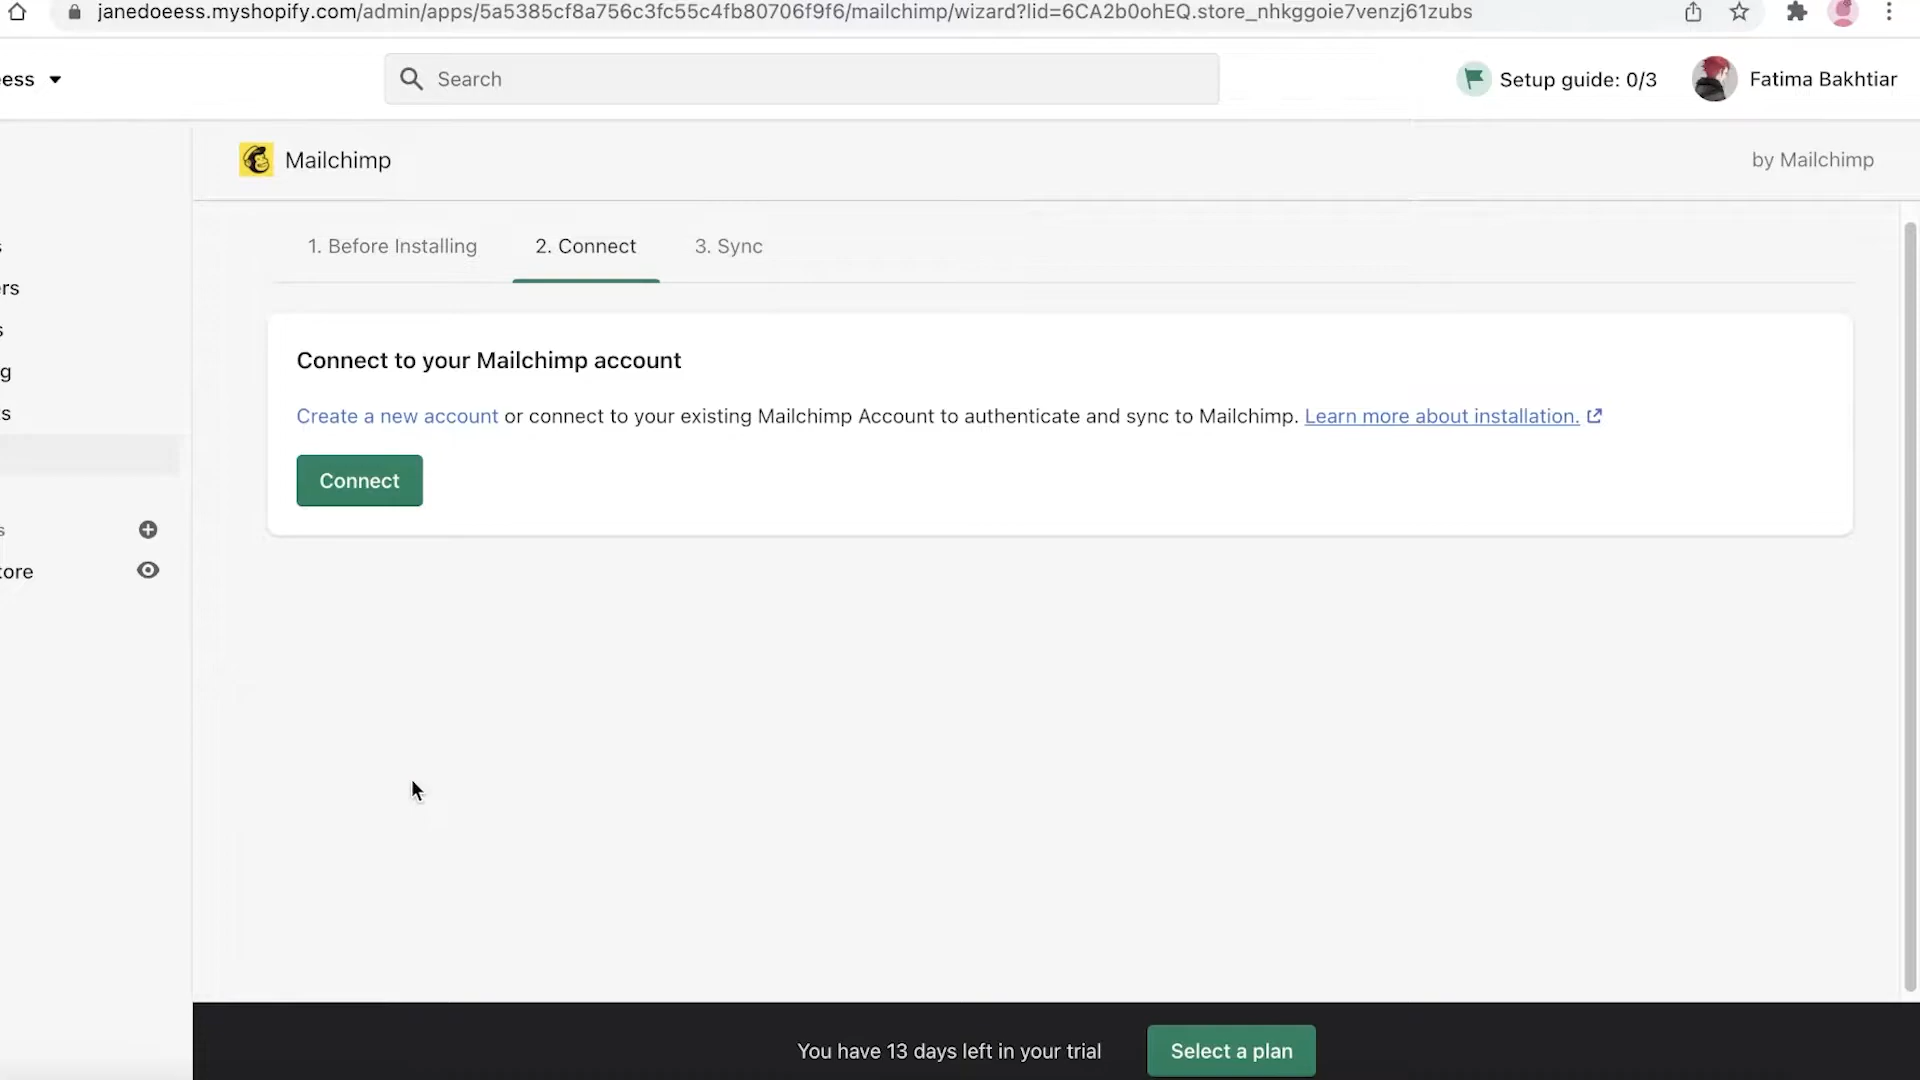 janedoeess.myshopify.com/admin/apps/5a5385cf8a756c3fc55c4fb80706f9f6/mailchimp/wizard?lid=6CA2b0ohEQ.store_nhkggoie7venzj61zubs
ess
Search
Setup guide: 0/3
Fatima Bakhtiar
Mailchimp
by Mailchimp
1. Before Installing
2. Connect
3. Sync
s
rs
s
g
s
s
ore
Connect to your Mailchimp account
Create a new account or connect to your existing Mailchimp Account to authenticate and sync to Mailchimp. Learn more about installation.
Connect
You have 13 days left in your trial
Select a plan